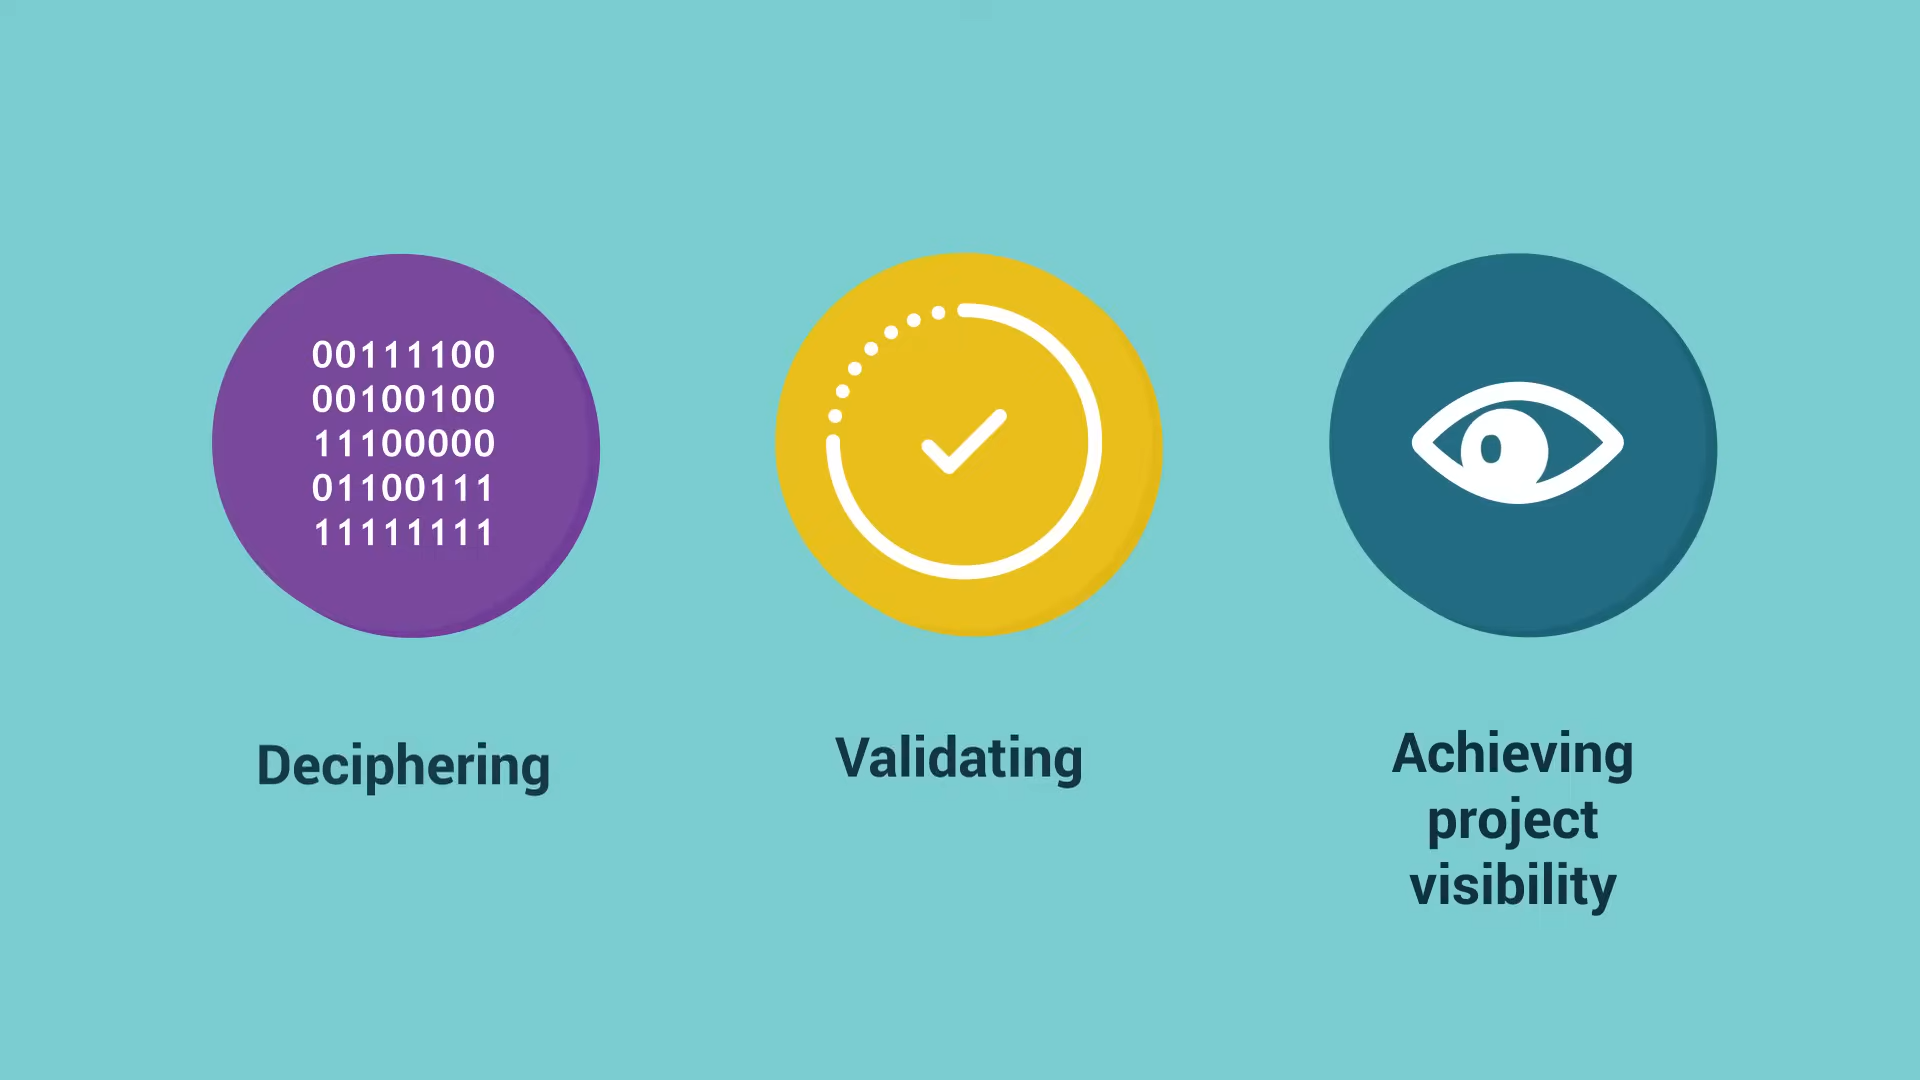 00111100
00100100
11100000
01100111
11111111
Deciphering
Validating
Achieving
project
visibility